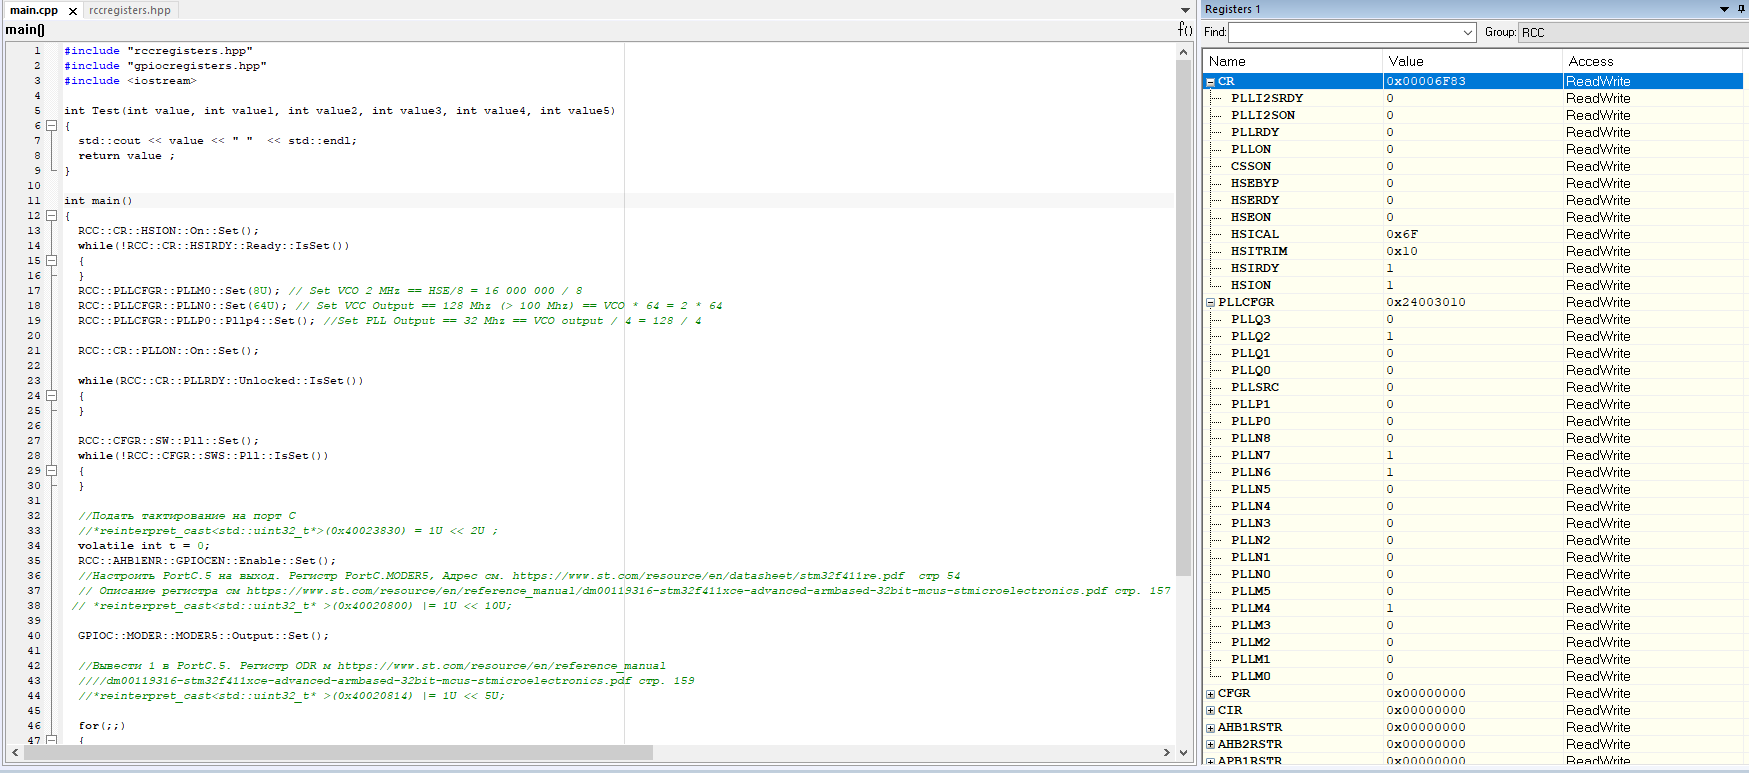 main.cpp x rccregisters.hpp
main() f()
1 #include "rccregisters.hpp"
2 #include "gpiocregisters.hpp"
3 #include <iostream>
4
5 int Test(int value, int value1, int value2, int value3, int value4, int value5)
6 {
7 std::cout << value << " " << std::endl;
8 return value ;
9 }
10
11 int main()
12 {
13 RCC::CR::HSION::On::Set();
14 while(!RCC::CR::HSIRDY::Ready::IsSet())
15 {
16 }
17 RCC::PLLCFGR::PLLM0::Set(8U); // Set VCO 2 MHz == HSE/8 = 16 000 000 / 8
18 RCC::PLLCFGR::PLLN0::Set(64U); // Set VCC Output == 128 Mhz (> 100 Mhz) == VCO * 64 = 2 * 64
19 RCC::PLLCFGR::PLLP0::Pllp4::Set(); //Set PLL Output == 32 Mhz == VCO output / 4 = 128 / 4
20
21 RCC::CR::PLLON::On::Set();
22
23 while(RCC::CR::PLLRDY::Unlocked::IsSet())
24 {
25 }
26
27 RCC::CFGR::SW::Pll::Set();
28 while(!RCC::CFGR::SWS::Pll::IsSet())
29 {
30 }
31
32 //Подать тактирование на порт C
33 //*reinterpret_cast<std::uint32_t*>(0x40023830) = 1U << 2U ;
34 volatile int t = 0;
35 RCC::AHB1ENR::GPIOCEN::Enable::Set();
36 //Настроить PortC.5 на выход. Регистр PortC.MODER5, Адрес см. https://www.st.com/resource/en/datasheet/stm32f411re.pdf стр 54
37 // Описание регистра см https://www.st.com/resource/en/reference_manual/dm00119316-stm32f411xce-advanced-armbased-32bit-mcus-stmicroelectronics.pdf стр. 157
38 // *reinterpret_cast<std::uint32_t* >(0x40020800) |= 1U << 10U;
39
40 GPIOC::MODER::MODER5::Output::Set();
41
42 //Вывести 1 в PortC.5. Регистр ODR м https://www.st.com/resource/en/reference_manual
43 ////dm00119316-stm32f411xce-advanced-armbased-32bit-mcus-stmicroelectronics.pdf стр. 159
44 //*reinterpret_cast<std::uint32_t* >(0x40020814) |= 1U << 5U;
45
46 for(;;)
47 {
Registers 1
Find: Group: RCC
Name Value Access
CR 0x00006F83 ReadWrite
PLLI2SRDY 0 ReadWrite
PLLI2SON 0 ReadWrite
PLLRDY 0 ReadWrite
PLLON 0 ReadWrite
CSSON 0 ReadWrite
HSEBYP 0 ReadWrite
HSERDY 0 ReadWrite
HSEON 0 ReadWrite
HSICAL 0x6F ReadWrite
HSITRIM 0x10 ReadWrite
HSIRDY 1 ReadWrite
HSION 1 ReadWrite
PLLCFGR 0x24003010 ReadWrite
PLLQ3 0 ReadWrite
PLLQ2 1 ReadWrite
PLLQ1 0 ReadWrite
PLLQ0 0 ReadWrite
PLLSRC 0 ReadWrite
PLLP1 0 ReadWrite
PLLP0 0 ReadWrite
PLLN8 0 ReadWrite
PLLN7 1 ReadWrite
PLLN6 1 ReadWrite
PLLN5 0 ReadWrite
PLLN4 0 ReadWrite
PLLN3 0 ReadWrite
PLLN2 0 ReadWrite
PLLN1 0 ReadWrite
PLLN0 0 ReadWrite
PLLM5 0 ReadWrite
PLLM4 1 ReadWrite
PLLM3 0 ReadWrite
PLLM2 0 ReadWrite
PLLM1 0 ReadWrite
PLLM0 0 ReadWrite
CFGR 0x00000000 ReadWrite
CIR 0x00000000 ReadWrite
AHB1RSTR 0x00000000 ReadWrite
AHB2RSTR 0x00000000 ReadWrite
APB1RSTR 0x00000000 ReadWrite